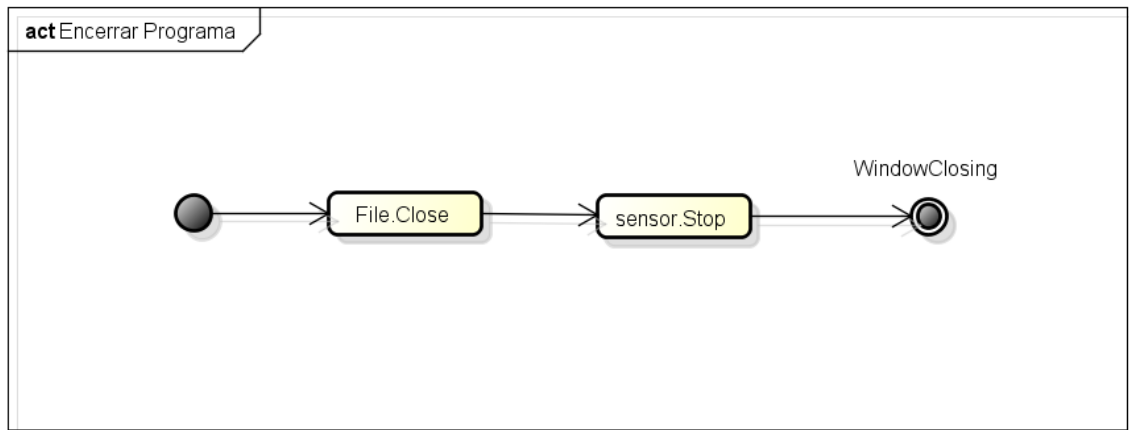 act Encerrar Programa
WindowClosing
File.Close
sensor.Stop